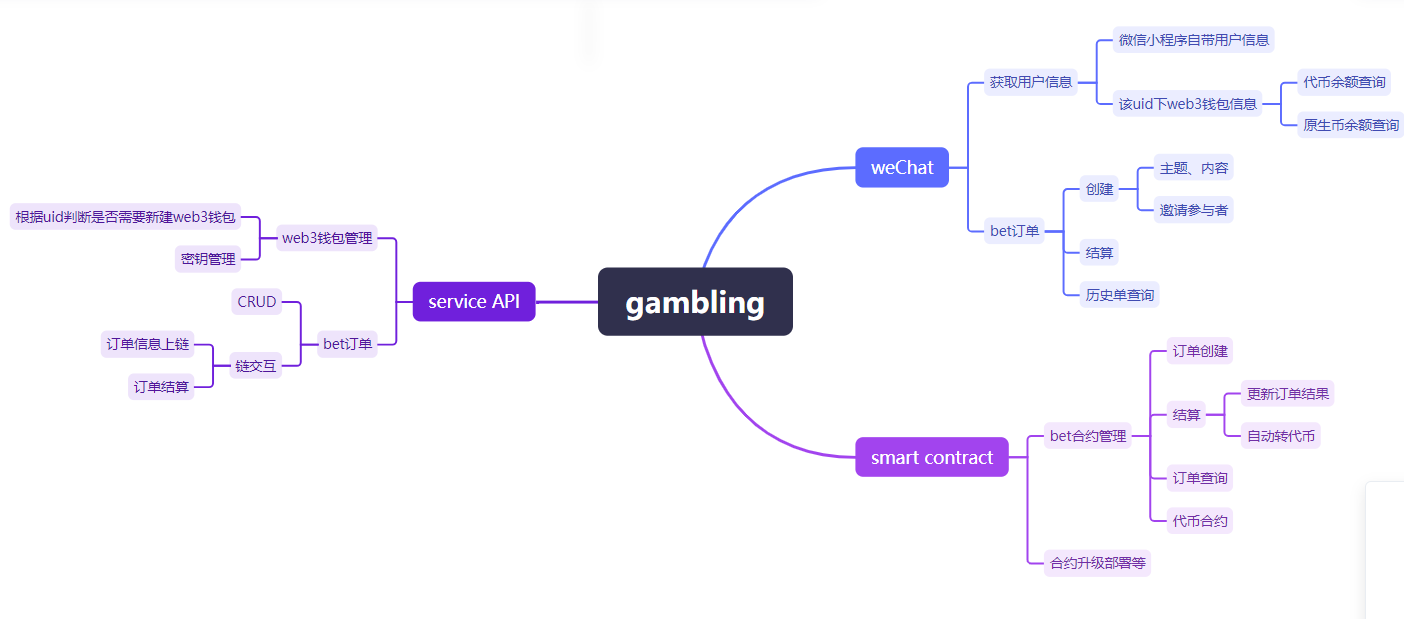 gambling
weChat
获取用户信息
微信小程序自带用户信息
该uid下web3钱包信息
代币余额查询
原生币余额查询
bet订单
创建
主题、内容
邀请参与者
结算
历史单查询
smart contract
bet合约管理
订单创建
结算
更新订单结果
自动转代币
订单查询
代币合约
合约升级部署等
service API
web3钱包管理
根据uid判断是否需要新建web3钱包
密钥管理
bet订单
CRUD
链交互
订单信息上链
订单结算